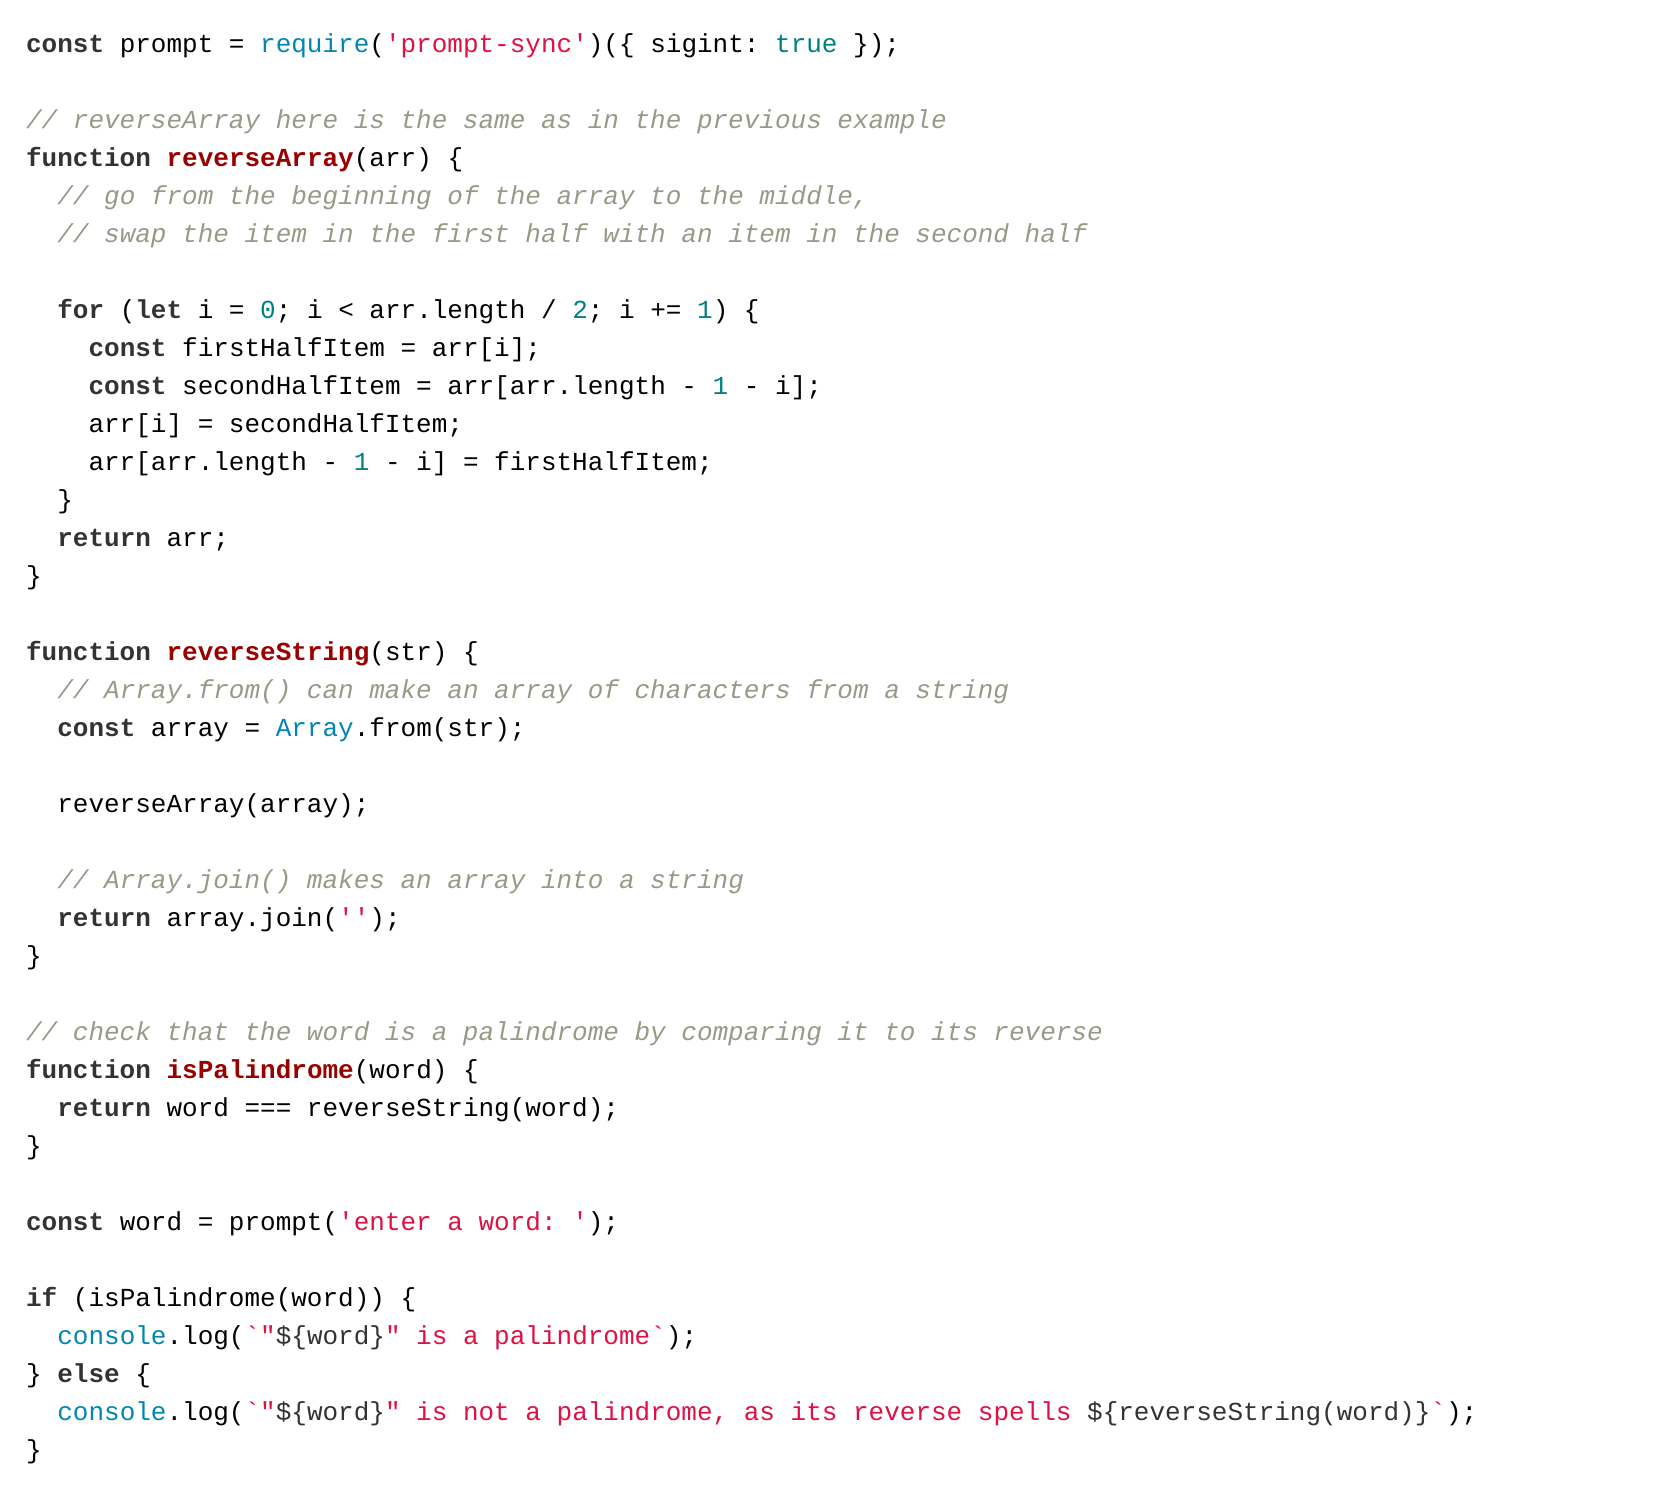 const prompt = require('prompt-sync')({ sigint: true });

// reverseArray here is the same as in the previous example
function reverseArray(arr) {
  // go from the beginning of the array to the middle,
  // swap the item in the first half with an item in the second half

  for (let i = 0; i < arr.length / 2; i += 1) {
    const firstHalfItem = arr[i];
    const secondHalfItem = arr[arr.length - 1 - i];
    arr[i] = secondHalfItem;
    arr[arr.length - 1 - i] = firstHalfItem;
  }
  return arr;
}

function reverseString(str) {
  // Array.from() can make an array of characters from a string
  const array = Array.from(str);

  reverseArray(array);

  // Array.join() makes an array into a string
  return array.join('');
}

// check that the word is a palindrome by comparing it to its reverse
function isPalindrome(word) {
  return word === reverseString(word);
}

const word = prompt('enter a word: ');

if (isPalindrome(word)) {
  console.log(`"${word}" is a palindrome`);
} else {
  console.log(`"${word}" is not a palindrome, as its reverse spells ${reverseString(word)}`);
}